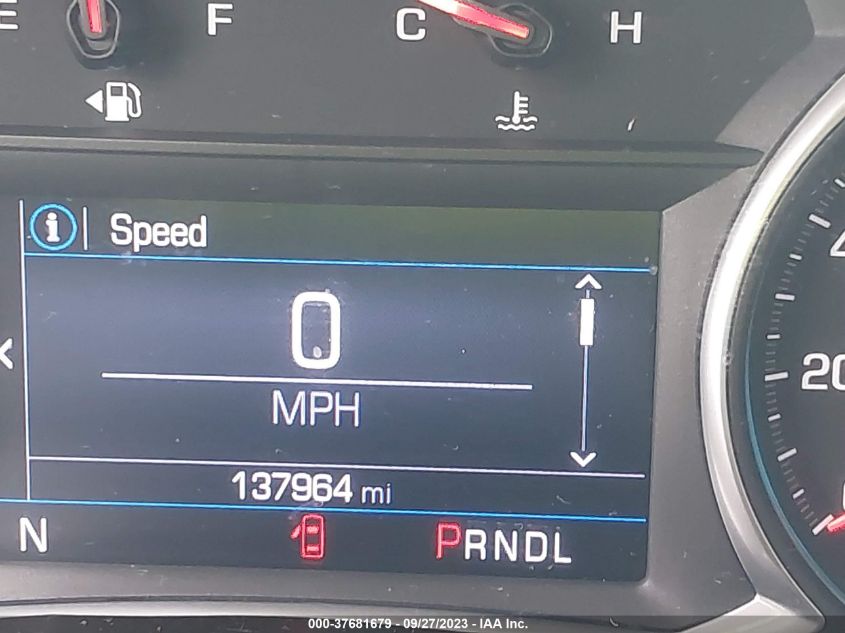 E F C H
Speed
0
MPH
137964 mi
N PRNDL
20
000-37681679 - 09/27/2023 - IAA Inc.